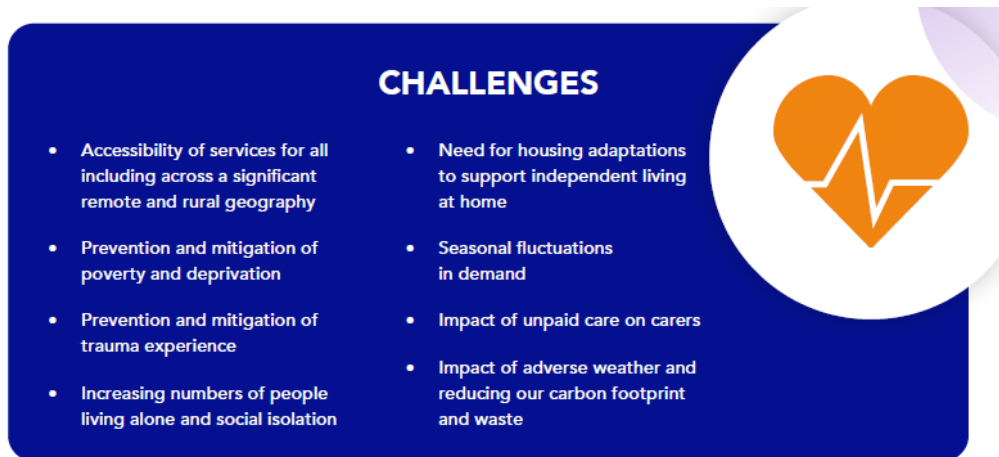 CHALLENGES
• Accessibility of services for all
including across a significant
remote and rural geography
• Prevention and mitigation of
poverty and deprivation
• Prevention and mitigation of
trauma experience
• Increasing numbers of people
living alone and social isolation
• Need for housing adaptations
to support independent living
at home
• Seasonal fluctuations
in demand
• Impact of unpaid care on carers
• Impact of adverse weather and
reducing our carbon footprint
and waste